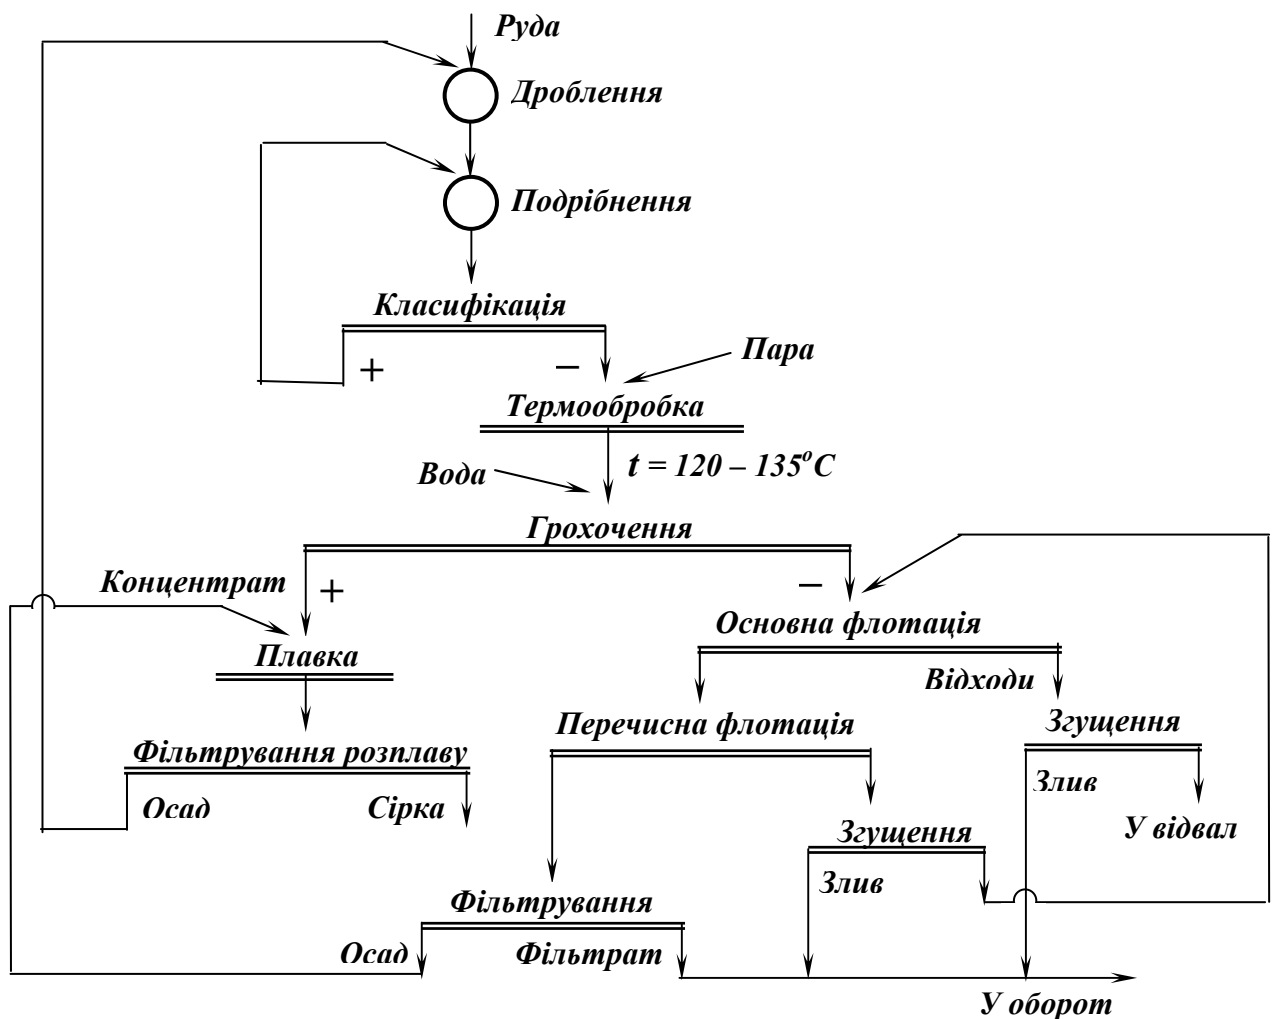 Руда
Дроблення
Подрібнення
Класифікація
+
–
Пара
Термообробка
Вода
t = 120 – 135°С
Грохочення
Концентрат
+
–
Основна флотація
Плавка
Відходи
Перечисна флотація
Згущення
Фільтрування розплаву
Злив
Осад
Сірка
У відвал
Згущення
Злив
Фільтрування
Осад
Фільтрат
У оборот